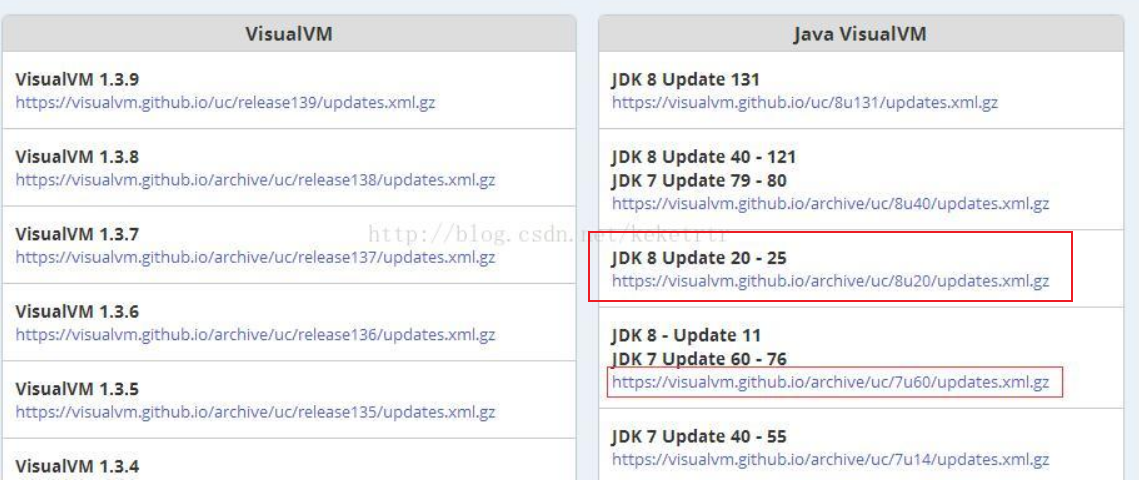 VisualVM
VisualVM 1.3.9
https://visualvm.github.io/uc/release139/updates.xml.gz
VisualVM 1.3.8
https://visualvm.github.io/archive/uc/release138/updates.xml.gz
VisualVM 1.3.7
https://visualvm.github.io/archive/uc/release137/updates.xml.gz
VisualVM 1.3.6
https://visualvm.github.io/archive/uc/release136/updates.xml.gz
VisualVM 1.3.5
https://visualvm.github.io/archive/uc/release135/updates.xml.gz
VisualVM 1.3.4
Java VisualVM
JDK 8 Update 131
https://visualvm.github.io/uc/8u131/updates.xml.gz
JDK 8 Update 40 - 121
JDK 7 Update 79 - 80
https://visualvm.github.io/archive/uc/8u40/updates.xml.gz
JDK 8 Update 20 - 25
https://visualvm.github.io/archive/uc/8u20/updates.xml.gz
JDK 8 - Update 11
JDK 7 Update 60 - 76
https://visualvm.github.io/archive/uc/7u60/updates.xml.gz
JDK 7 Update 40 - 55
https://visualvm.github.io/archive/uc/7u14/updates.xml.gz
http://blog.csdn.net/keketrtr